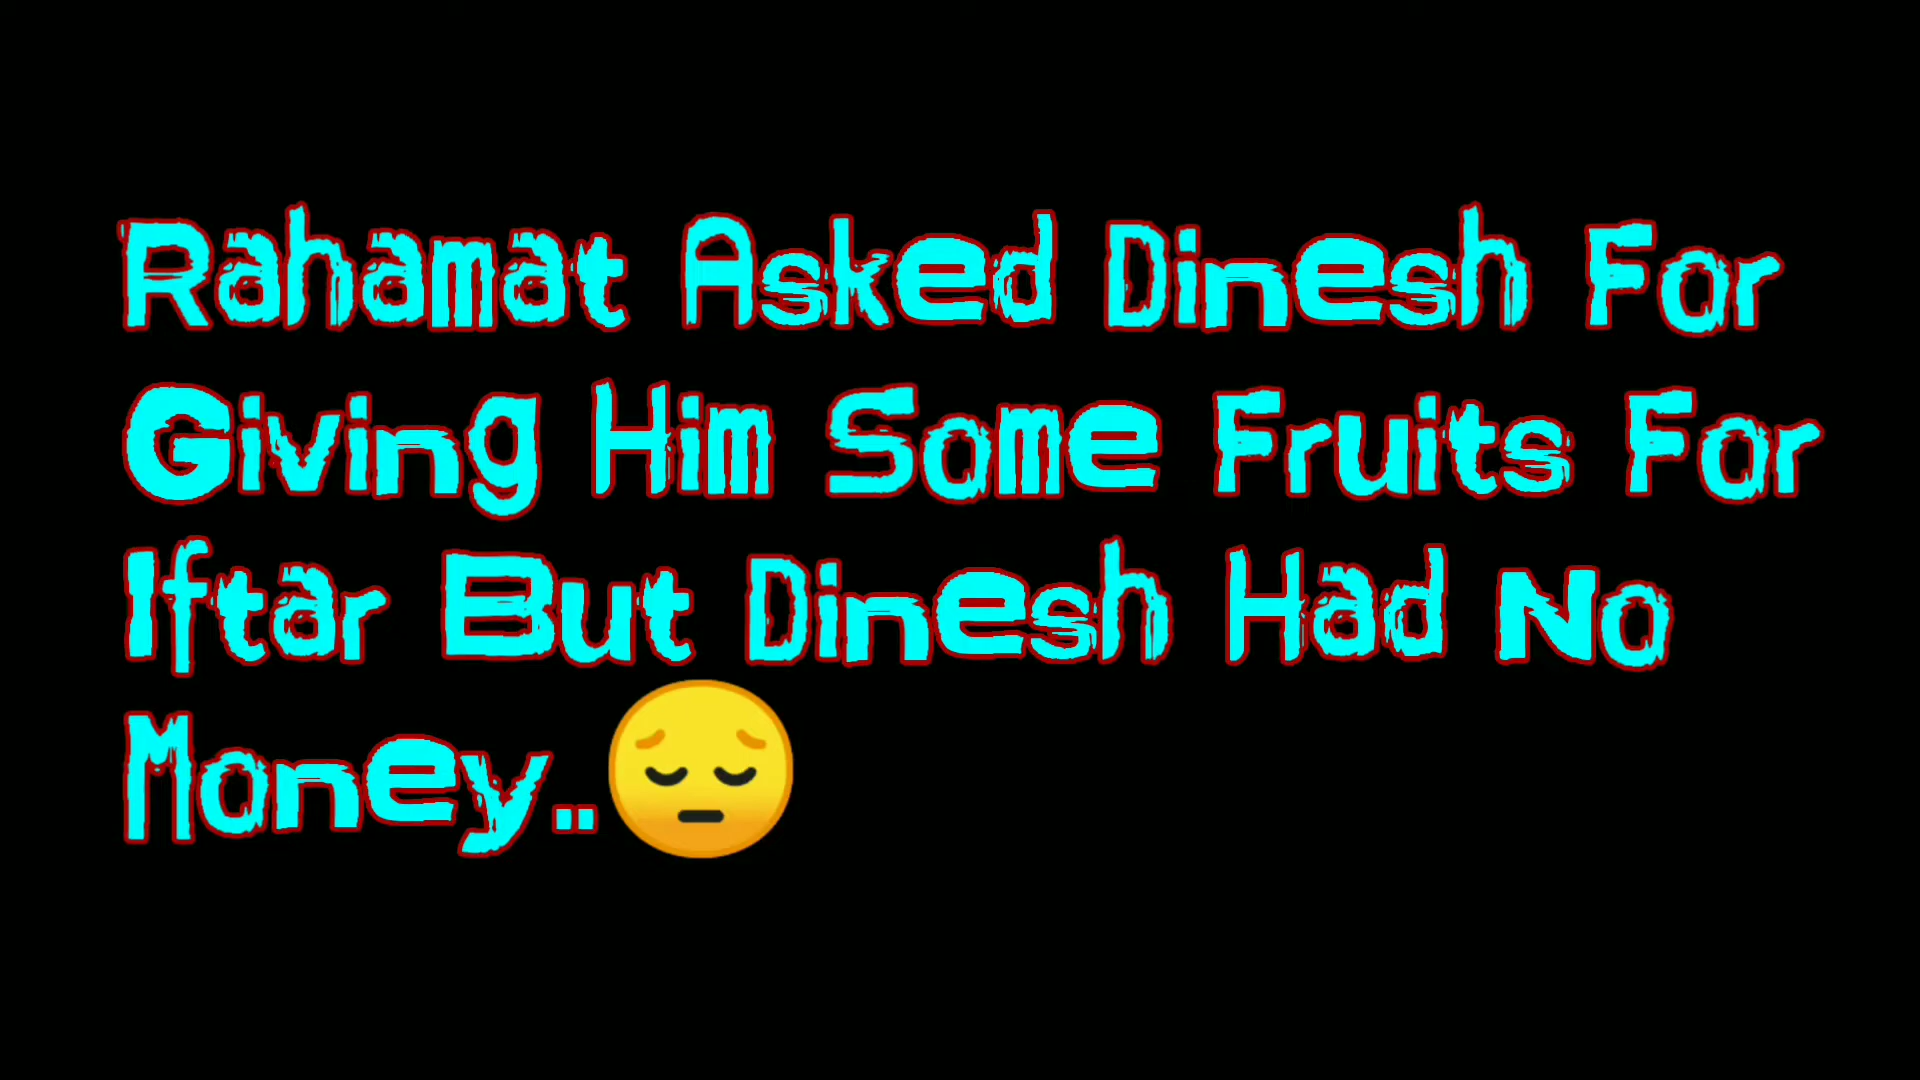 Rahamat Asked Dinesh For
Giving Him Some Fruits For
Iftar But Dinesh Had No
Money..😔